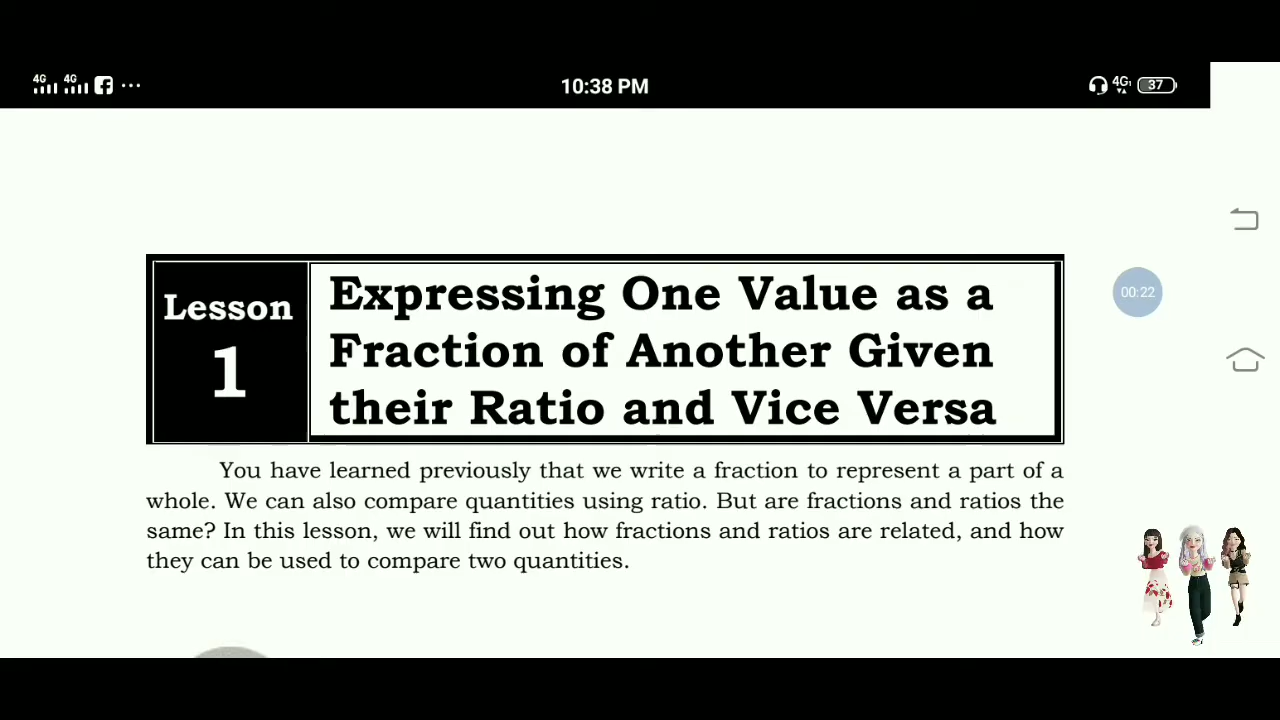 4G 4G ... 10:38 PM 4G 37
Lesson
1
Expressing One Value as a
Fraction of Another Given
their Ratio and Vice Versa
00:22
You have learned previously that we write a fraction to represent a part of a
whole. We can also compare quantities using ratio. But are fractions and ratios the
same? In this lesson, we will find out how fractions and ratios are related, and how
they can be used to compare two quantities.